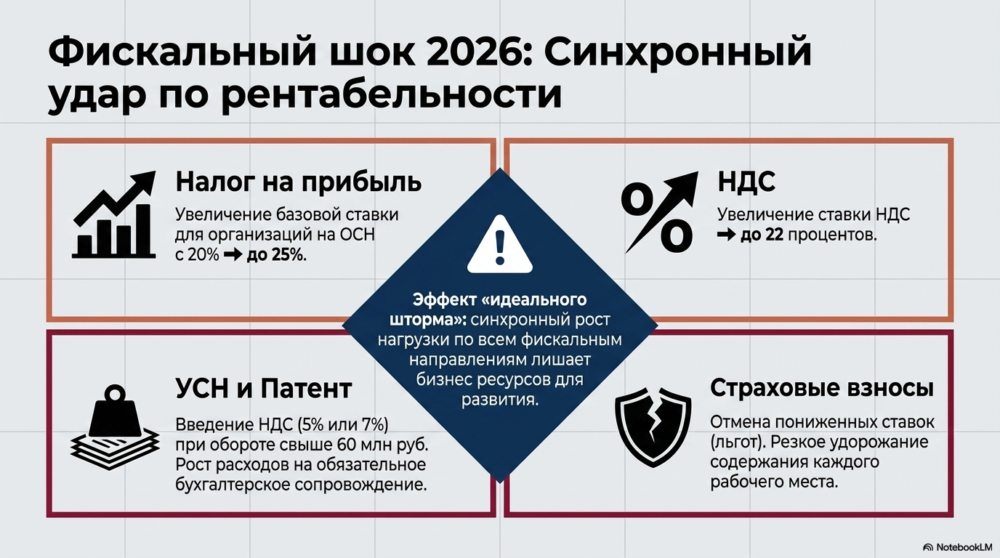 Фискальный шок 2026: Синхронный
удар по рентабельности
Налог на прибыль
Увеличение базовой ставки
для организаций на ОСН
с 20% ➡ до 25%.
НДС
Увеличение ставки НДС
➡ до 22 процентов.
Эффект «идеального
шторма»: синхронный рост
нагрузки по всем фискальным
направлениям лишает
бизнес ресурсов для
развития.
УСН и Патент
Введение НДС (5% или 7%)
при обороте свыше 60 млн руб.
Рост расходов на обязательное
бухгалтерское сопровождение.
Страховые взносы
Отмена пониженных ставок
(льгот). Резкое удорожание
содержания каждого
рабочего места.
NotebookLM